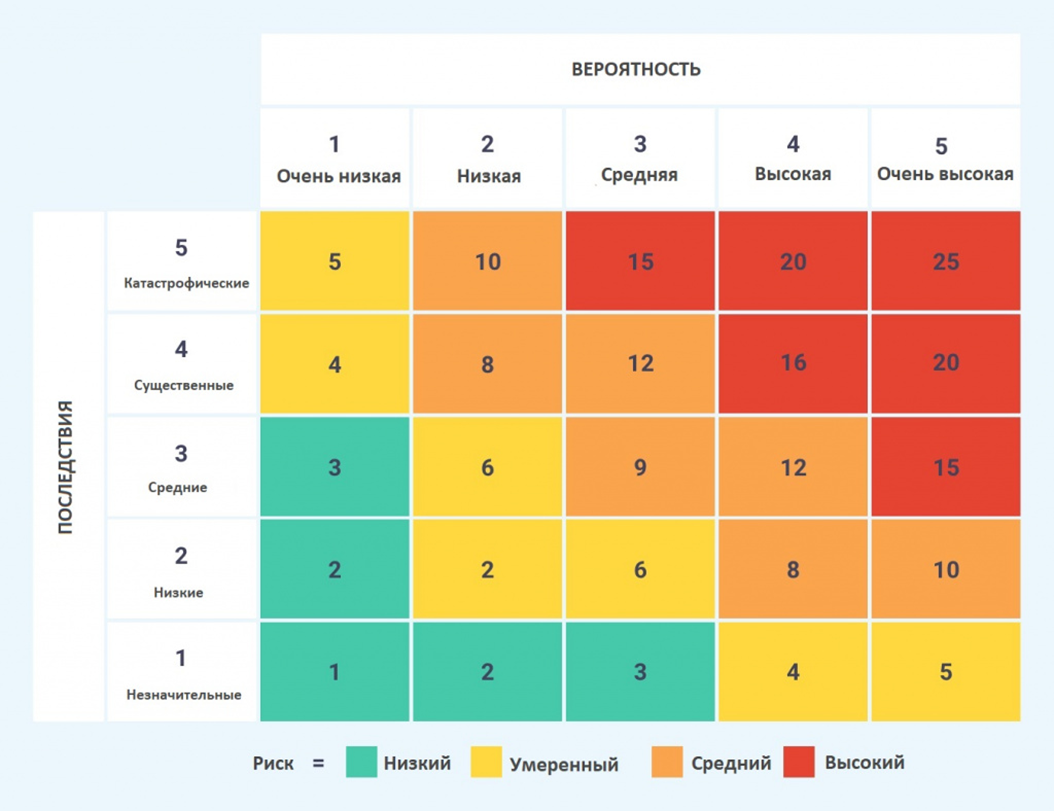 ВЕРОЯТНОСТЬ
1 2 3 4 5
Очень низкая Низкая Средняя Высокая Очень высокая
ПОСЛЕДСТВИЯ
5
Катастрофические
5 10 15 20 25
4
Существенные
4 8 12 16 20
3
Средние
3 6 9 12 15
2
Низкие
2 2 6 8 10
1
Незначительные
1 2 3 4 5
Риск = Низкий Умеренный Средний Высокий